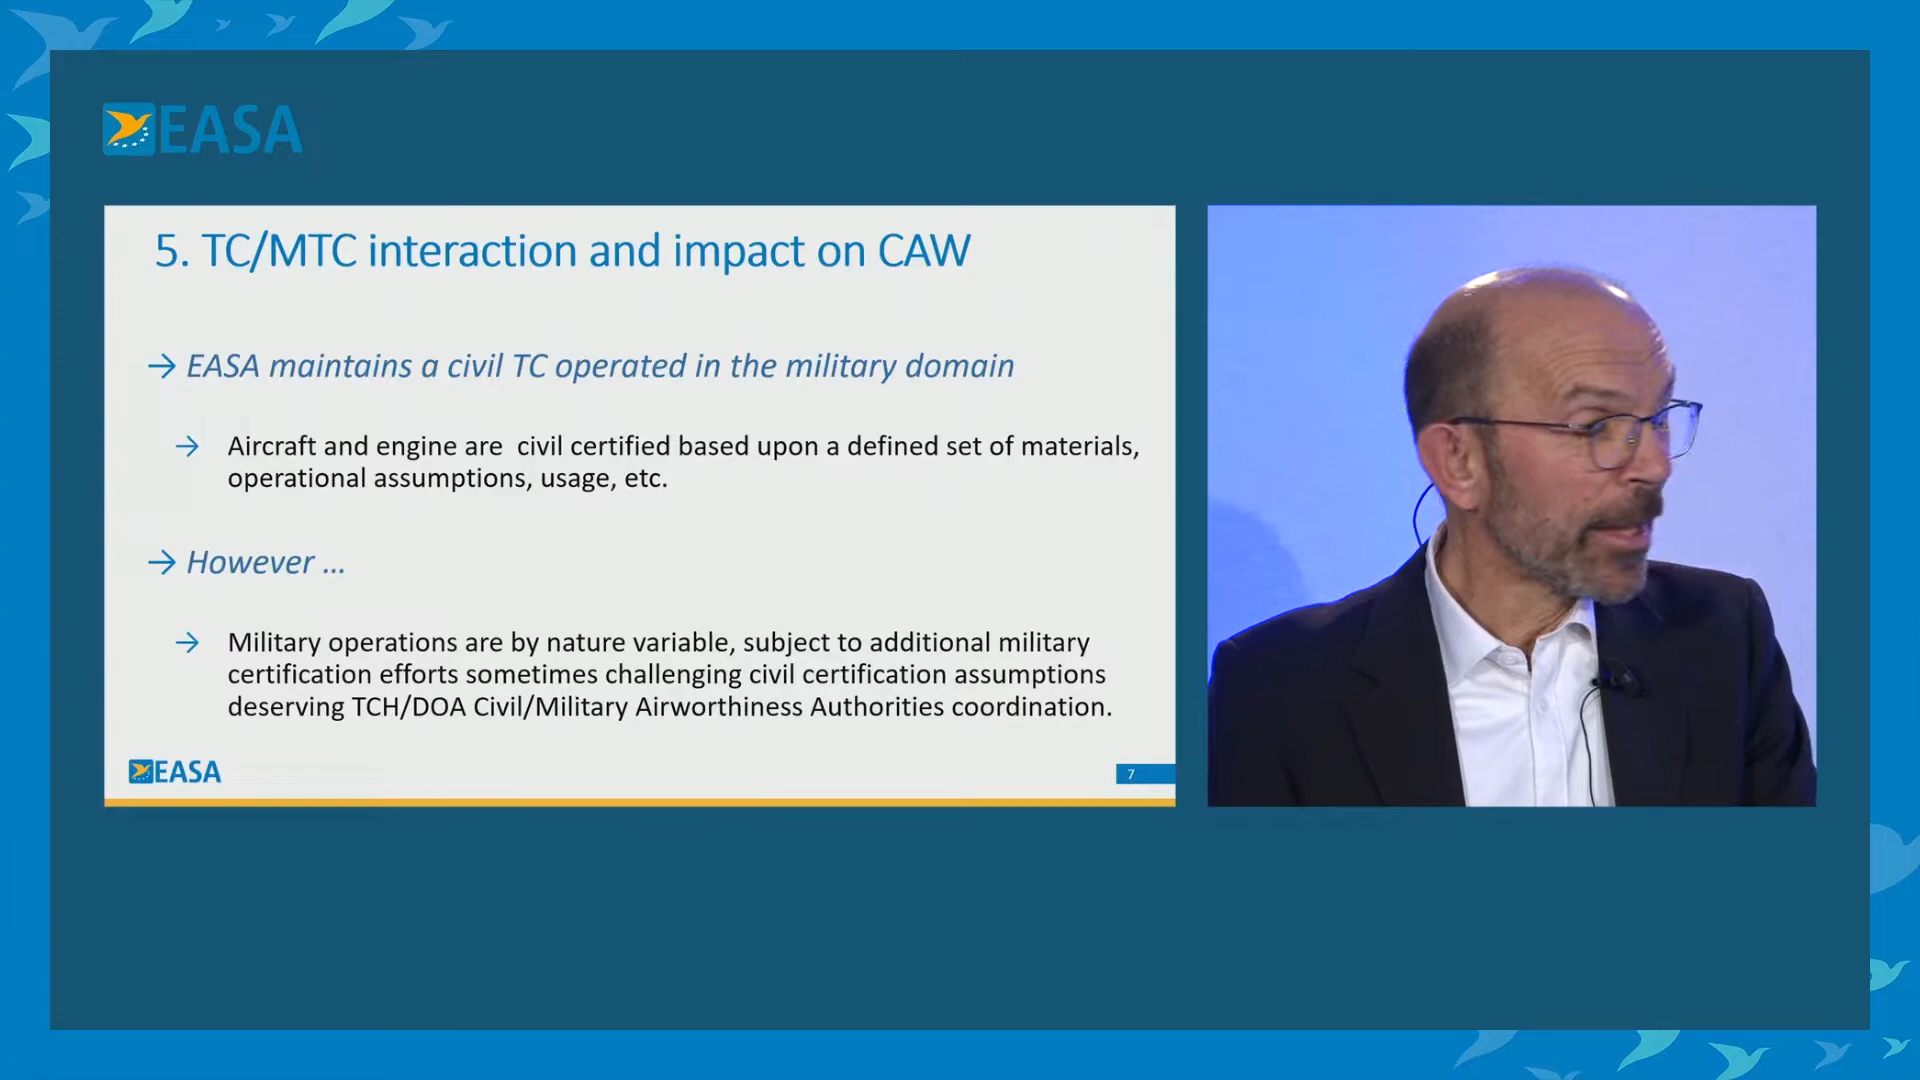 EASA
5. TC/MTC interaction and impact on CAW
→ EASA maintains a civil TC operated in the military domain
→ Aircraft and engine are  civil certified based upon a defined set of materials,
operational assumptions, usage, etc.
→ However ...
→ Military operations are by nature variable, subject to additional military
certification efforts sometimes challenging civil certification assumptions
deserving TCH/DOA Civil/Military Airworthiness Authorities coordination.
EASA
7